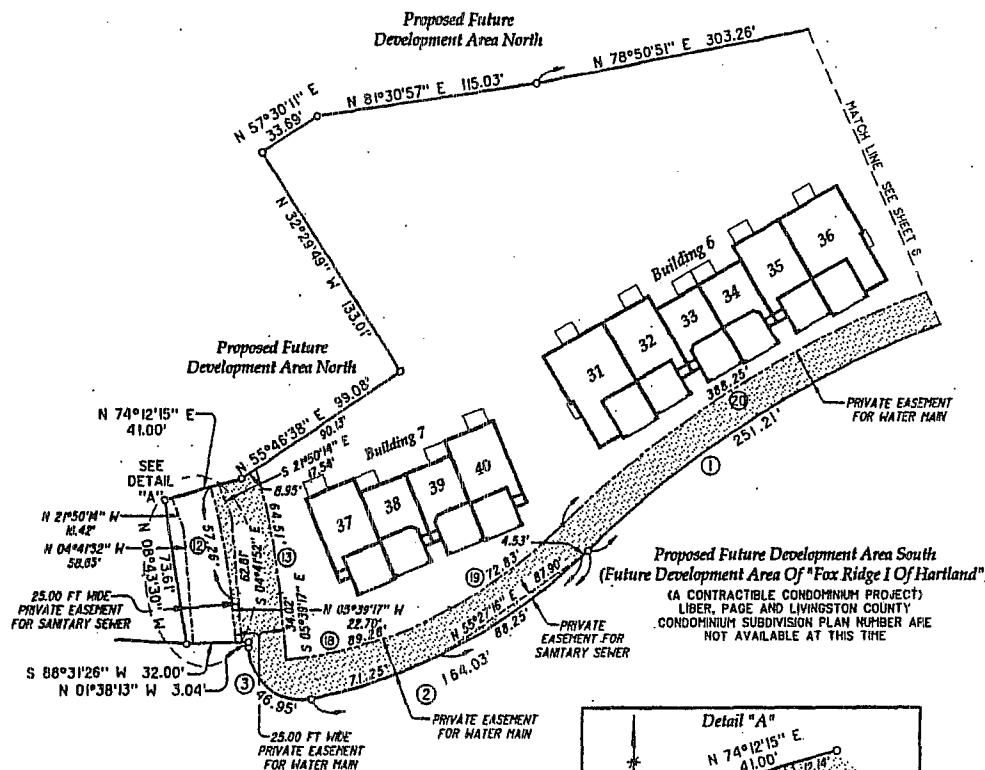 Proposed Future
Development Area North
N 78°50'51" E 303.26'
N 81°30'57" E 115.03'
N 57°30'11" E
33.69'
MATCH LINE SEE SHEET
N 32°29'49" W 133.01'
Building 6
31
32
33
34
35
36
388.25'
20
251.21'
1
PRIVATE EASEMENT
FOR WATER MAIN
Proposed Future
Development Area North
N 74°12'15" E
41.00'
N 55°46'38" E 99.08'
90.13'
S 21°50'14" E
17.54'
8.95'
Building 7
37
38
39
40
SEE
DETAIL
"A"
N 21°50'14" W
N 04°41'52" W
58.65'
N 08°43'30" W 73.61'
12
62.81'
S 04°41'52" E
64.51'
13
34.02'
S 05°39'17" E
N 05°39'17" W
22.70'
89.28'
18
19
72.83'
4.53'
N 55°27'16" E 87.90'
88.25'
25.00 FT WIDE
PRIVATE EASEMENT
FOR SANITARY SEWER
S 88°31'26" W 32.00'
N 01°38'13" W 3.04'
3
46.95'
71.25'
2
164.03'
PRIVATE
EASEMENT FOR
SANITARY SEWER
PRIVATE EASEMENT
FOR WATER MAIN
25.00 FT WIDE
PRIVATE EASEMENT
FOR WATER MAIN
Proposed Future Development Area South
(Future Development Area Of "Fox Ridge I Of Hartland"
(A CONTRACTIBLE CONDOMINIUM PROJECT)
LIBER, PAGE AND LIVINGSTON COUNTY
CONDOMINIUM SUBDIVISION PLAN NUMBER ARE
NOT AVAILABLE AT THIS TIME
Detail "A"
N 74°12'15" E
41.00'
12.14'